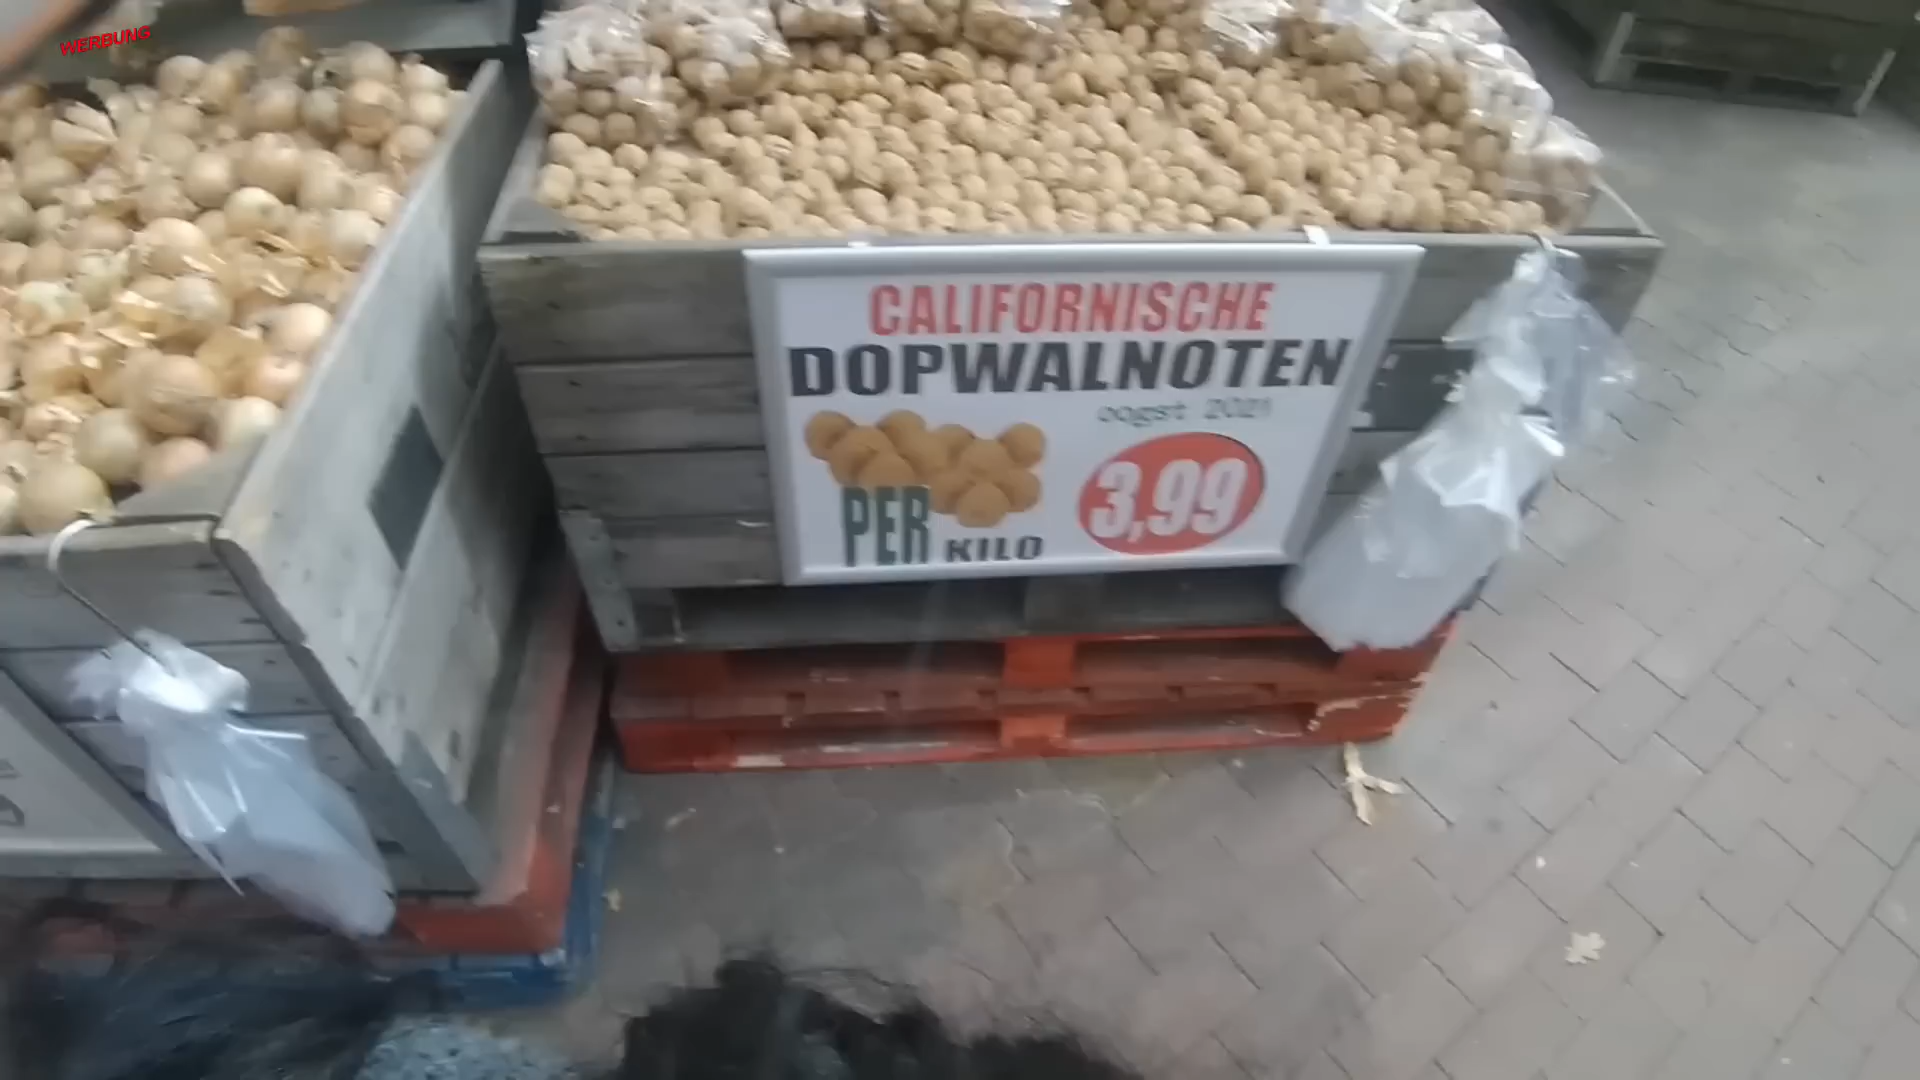 WERBUNG
CALIFORNISCHE
DOPWALNOTEN
oogst 2021
3,99
PER KILO